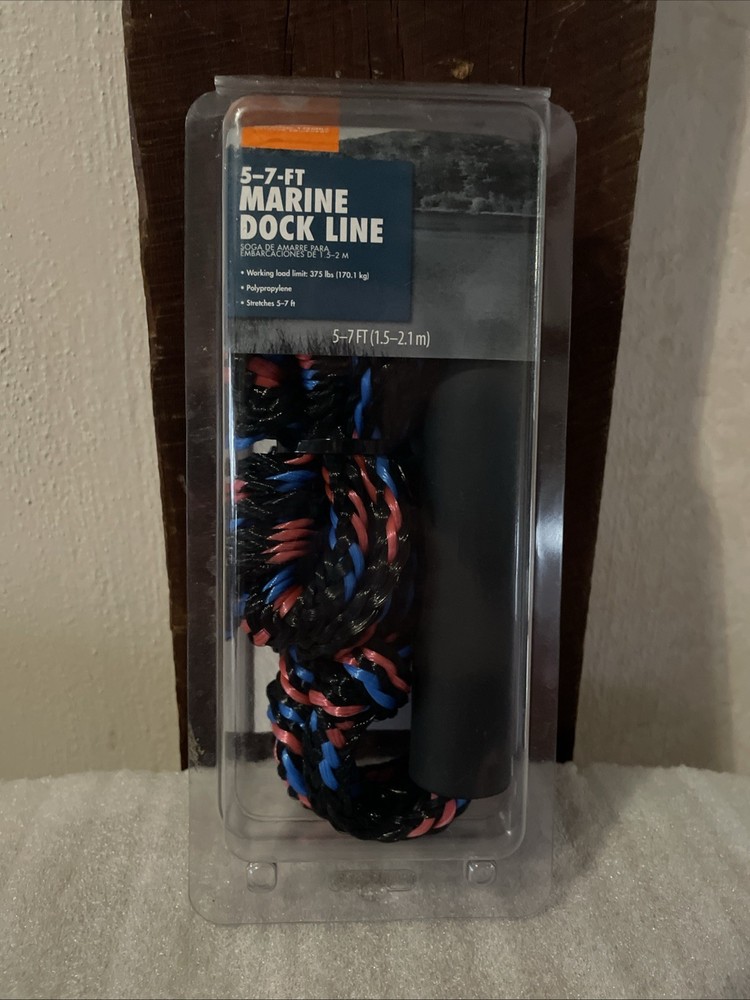 5–7-FT
MARINE
DOCK LINE
SOGA DE AMARRE PARA
EMBARCACIONES DE 1.5–2 M
• Working load limit: 375 lbs (170.1 kg)
• Polypropylene
• Stretches 5–7 ft
5–7 FT (1.5–2.1 m)